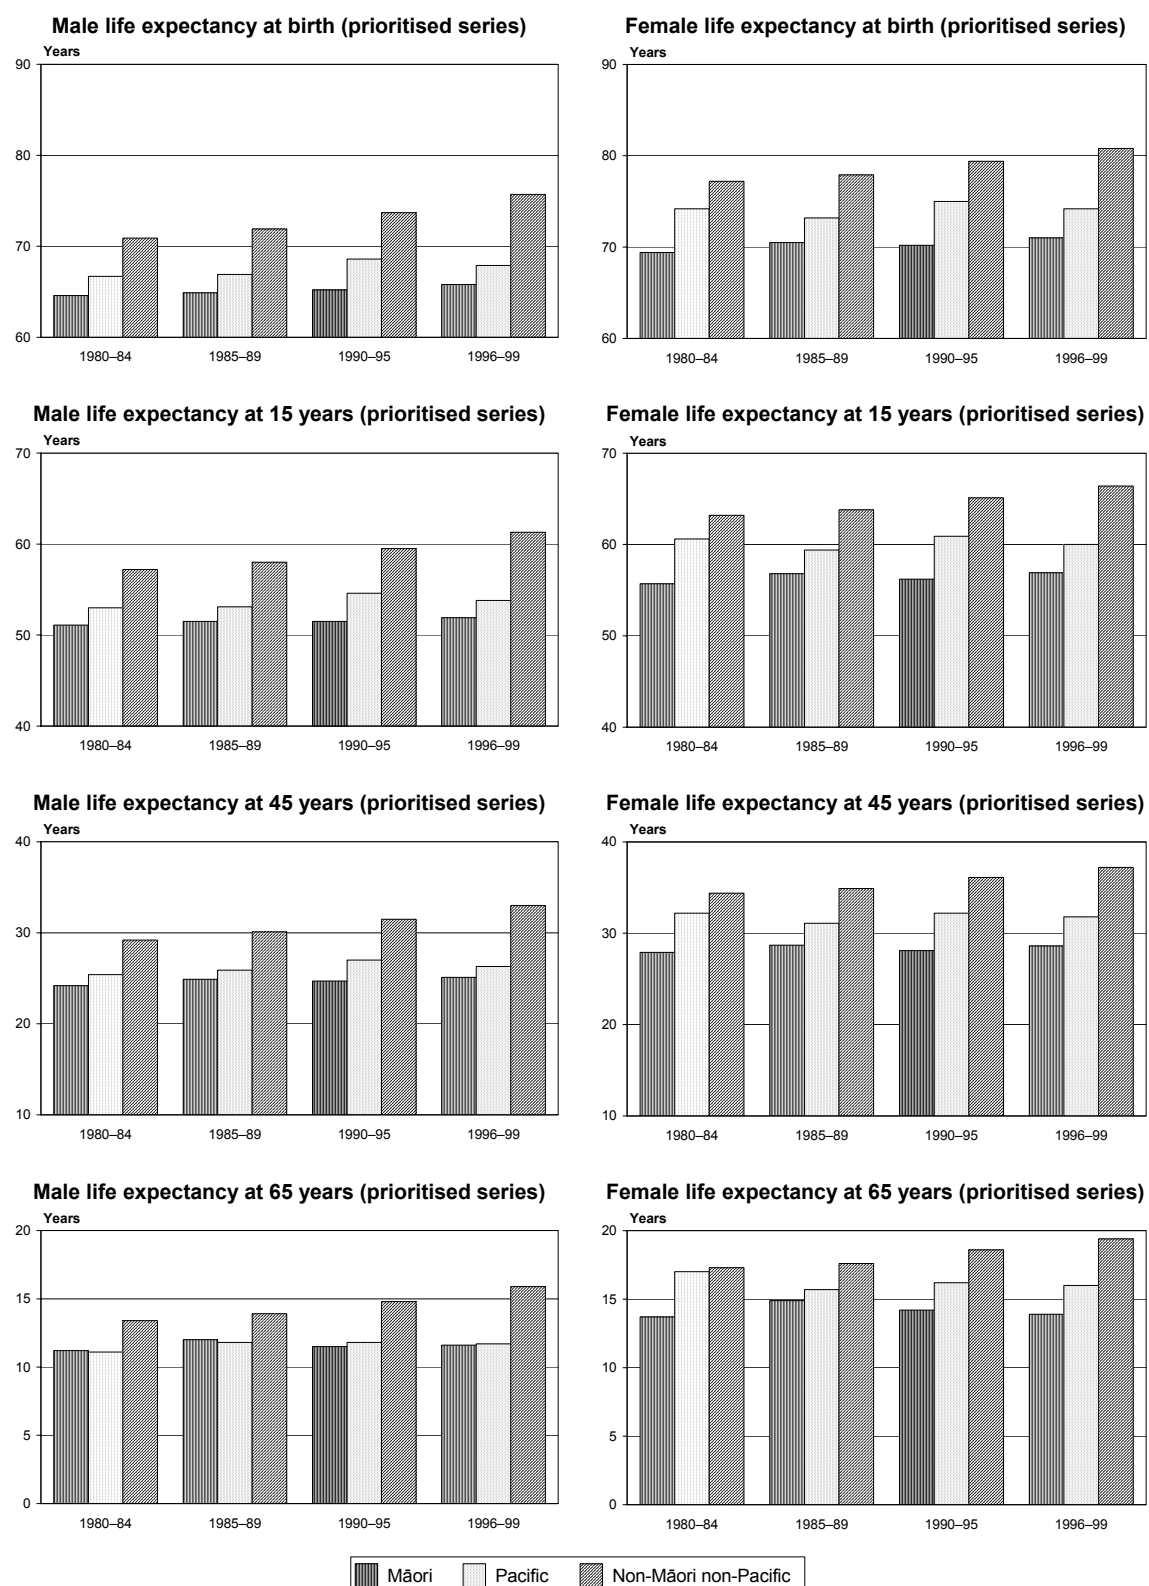 Male life expectancy at birth (prioritised series)
Years
90
80
70
60
1980–84 1985–89 1990–95 1996–99
Female life expectancy at birth (prioritised series)
Years
90
80
70
60
1980–84 1985–89 1990–95 1996–99
Male life expectancy at 15 years (prioritised series)
Years
70
60
50
40
1980–84 1985–89 1990–95 1996–99
Female life expectancy at 15 years (prioritised series)
Years
70
60
50
40
1980–84 1985–89 1990–95 1996–99
Male life expectancy at 45 years (prioritised series)
Years
40
30
20
10
1980–84 1985–89 1990–95 1996–99
Female life expectancy at 45 years (prioritised series)
Years
40
30
20
10
1980–84 1985–89 1990–95 1996–99
Male life expectancy at 65 years (prioritised series)
Years
20
15
10
5
0
1980–84 1985–89 1990–95 1996–99
Female life expectancy at 65 years (prioritised series)
Years
20
15
10
5
0
1980–84 1985–89 1990–95 1996–99
Māori Pacific Non-Māori non-Pacific